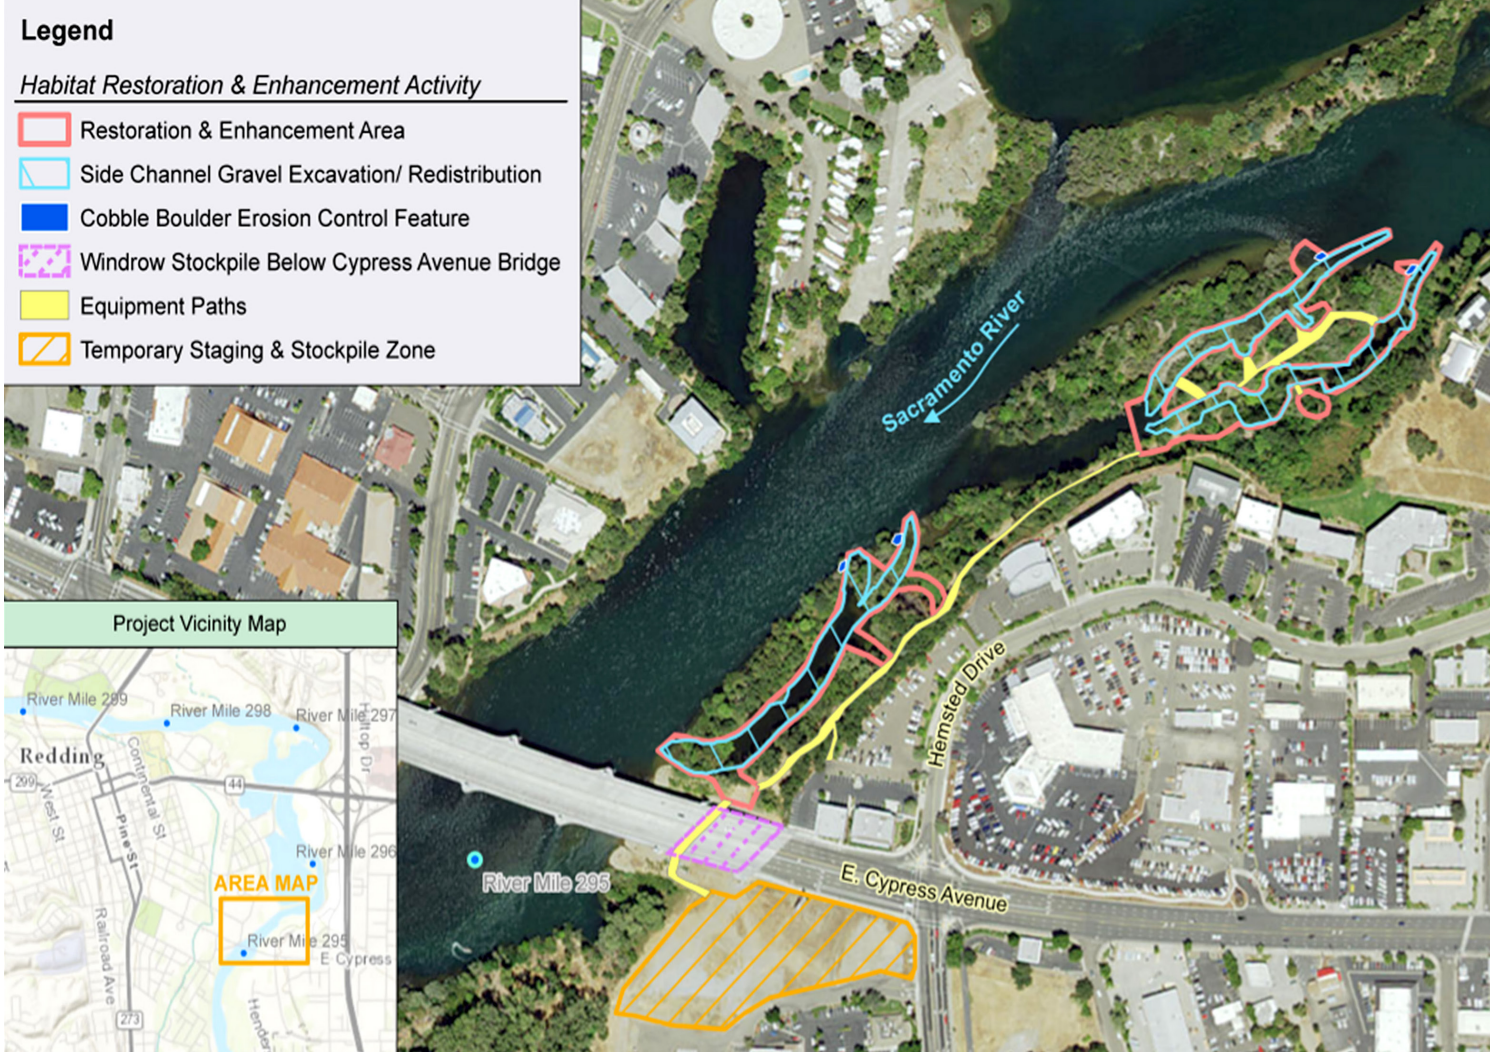 Legend
Habitat Restoration & Enhancement Activity
Restoration & Enhancement Area
Side Channel Gravel Excavation/ Redistribution
Cobble Boulder Erosion Control Feature
Windrow Stockpile Below Cypress Avenue Bridge
Equipment Paths
Temporary Staging & Stockpile Zone
Sacramento River
Hemsted Drive
E. Cypress Avenue
River Mile 295
Project Vicinity Map
River Mile 299
River Mile 298
River Mile 297
Redding
299
44
Continental St
Hilltop Dr
West St
Pine St
River Mile 296
AREA MAP
River Mile 295
E Cypress
Railroad Ave
273